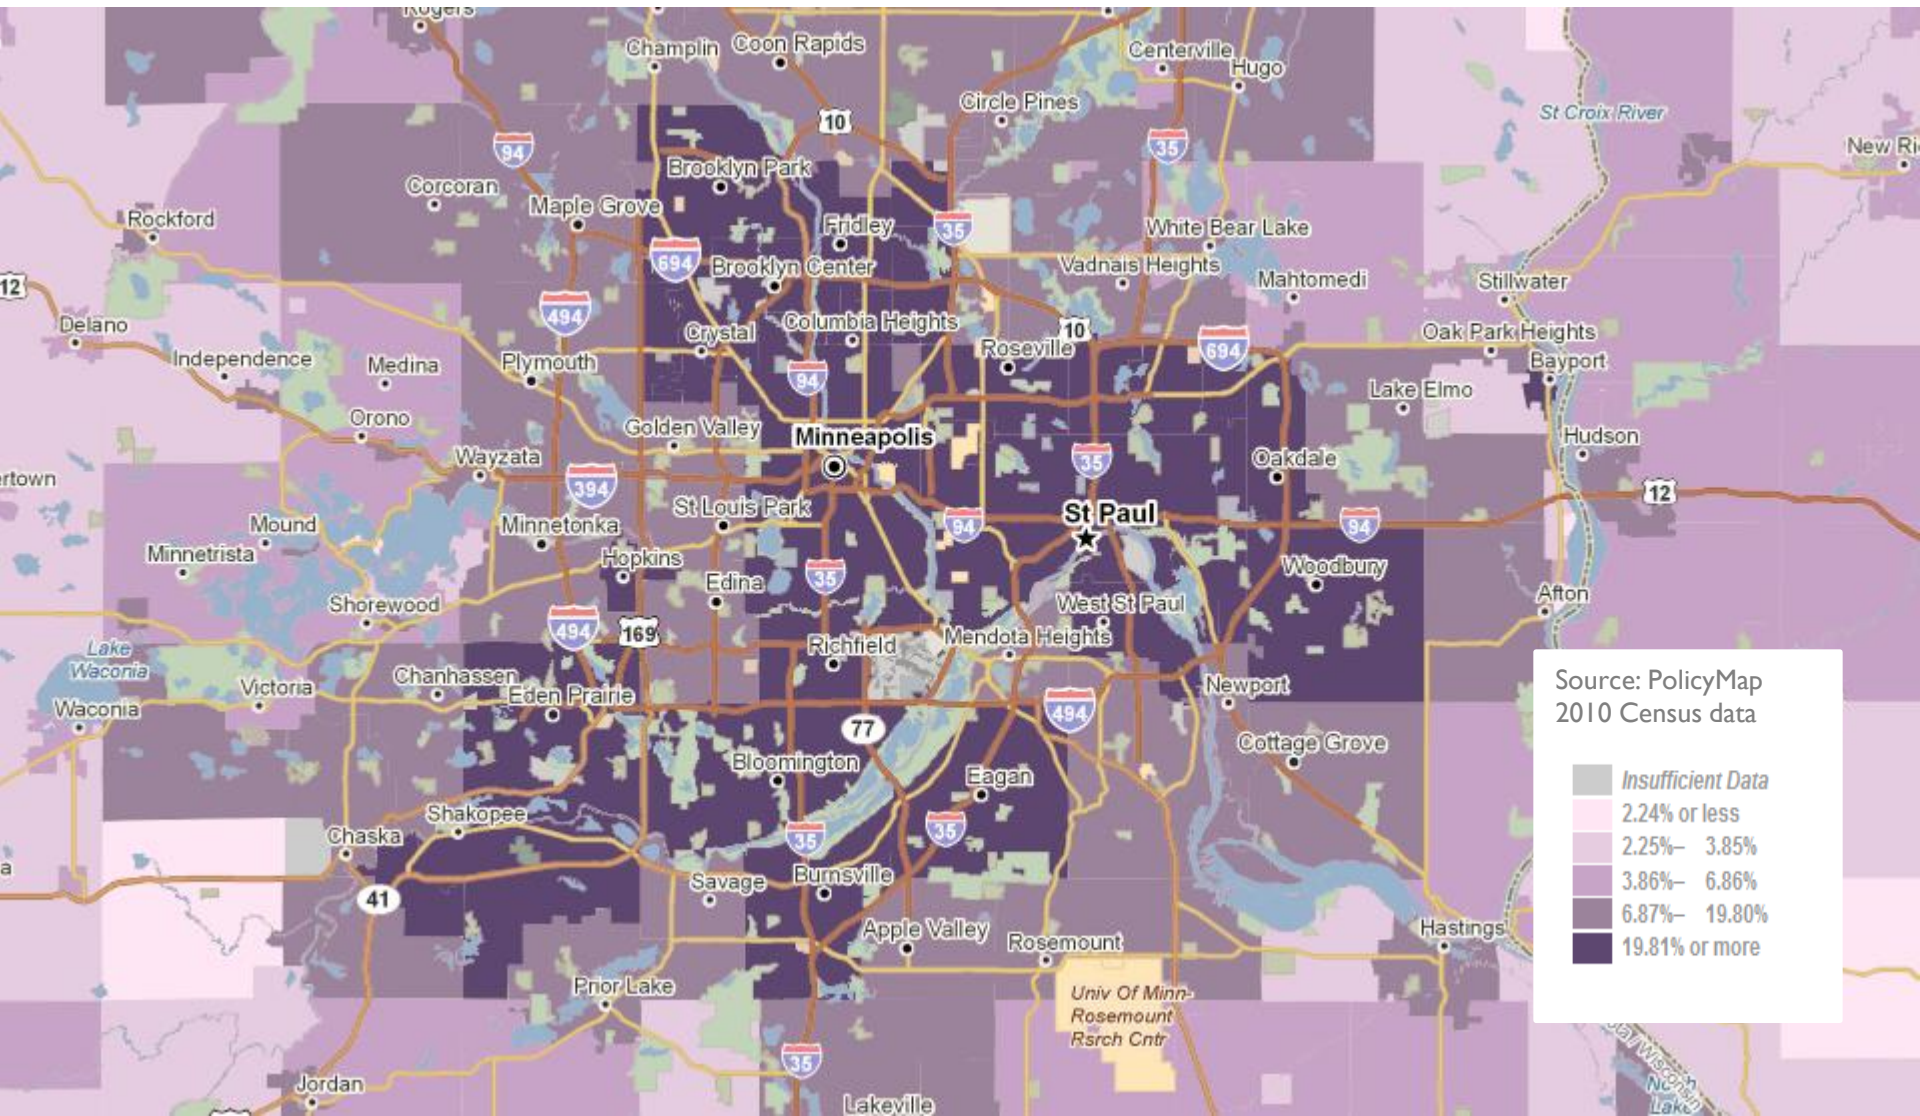 Rogers
Champlin
Coon Rapids
Centerville
Hugo
Circle Pines
St Croix River
10
94
35
New Ri
Brooklyn Park
Corcoran
Maple Grove
Rockford
Fridley
35
White Bear Lake
694
Brooklyn Center
Vadnais Heights
Mahtomedi
Stillwater
12
494
Delano
Crystal
Columbia Heights
10
Oak Park Heights
Roseville
694
Independence
Medina
Plymouth
94
Bayport
Lake Elmo
Orono
Golden Valley
Minneapolis
Hudson
Wayzata
35
Oakdale
ertown
394
12
St Louis Park
St Paul
Mound
Minnetonka
94
94
Minnetrista
Hopkins
Edina
35
Woodbury
Shorewood
Afton
West St Paul
494
169
Richfield
Mendota Heights
Lake
Waconia
Chanhassen
Victoria
Eden Prairie
Newport
Waconia
494
77
Cottage Grove
Bloomington
Eagan
Shakopee
Chaska
35
35
a
Savage
Burnsville
41
Apple Valley
Rosemount
Hastings
Prior Lake
Univ Of Minn-
Rosemount
Rsrch Cntr
35
Jordan
Lakeville
Source: PolicyMap
2010 Census data
Insufficient Data
2.24% or less
2.25%– 3.85%
3.86%– 6.86%
6.87%– 19.80%
19.81% or more
ota / Wisconsin